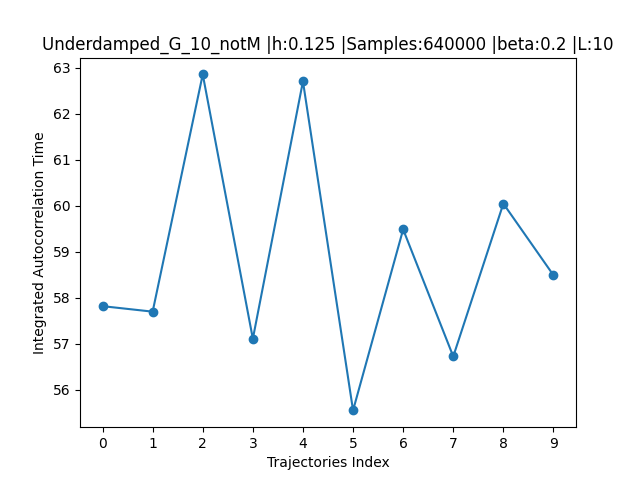 Underdamped_G_10_notM |h:0.125 |Samples:640000 |beta:0.2 |L:10
63
62
61
60
59
58
57
56
Integrated Autocorrelation Time
0 1 2 3 4 5 6 7 8 9
Trajectories Index